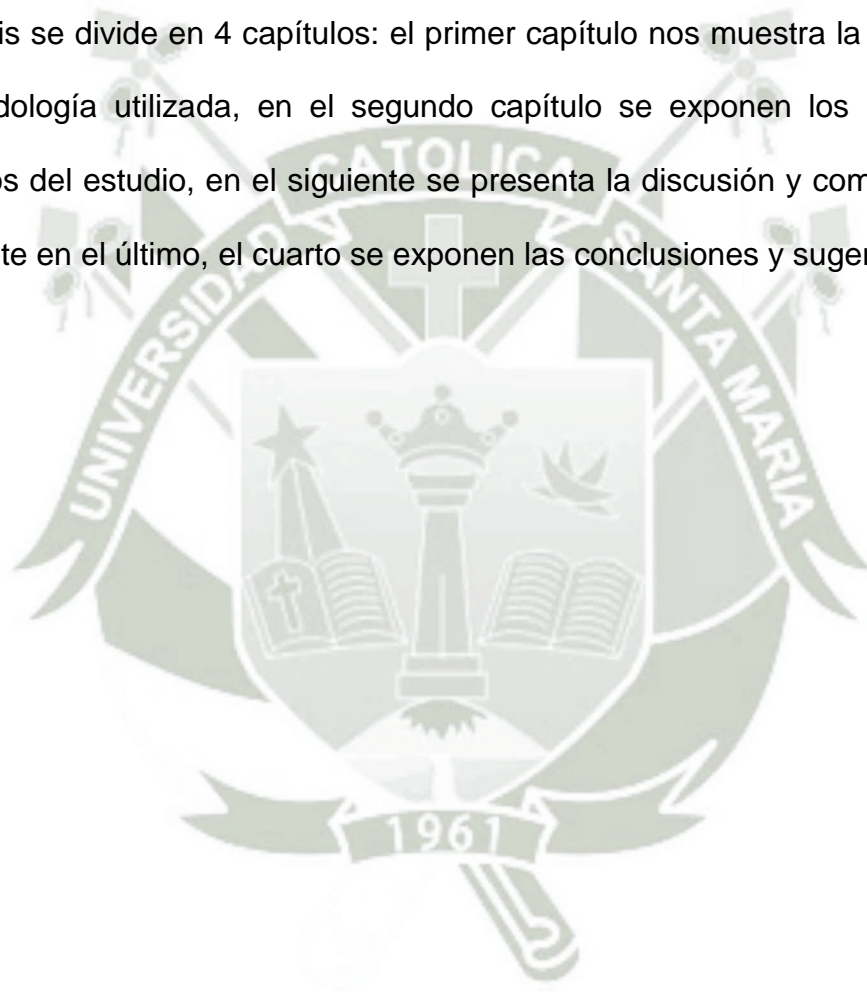 is se divide en 4 capítulos: el primer capítulo nos muestra la
dología utilizada, en el segundo capítulo se exponen los
os del estudio, en el siguiente se presenta la discusión y com
te en el último, el cuarto se exponen las conclusiones y suger
UNIVERSIDAD CATOLICA SANTA MARIA
1961